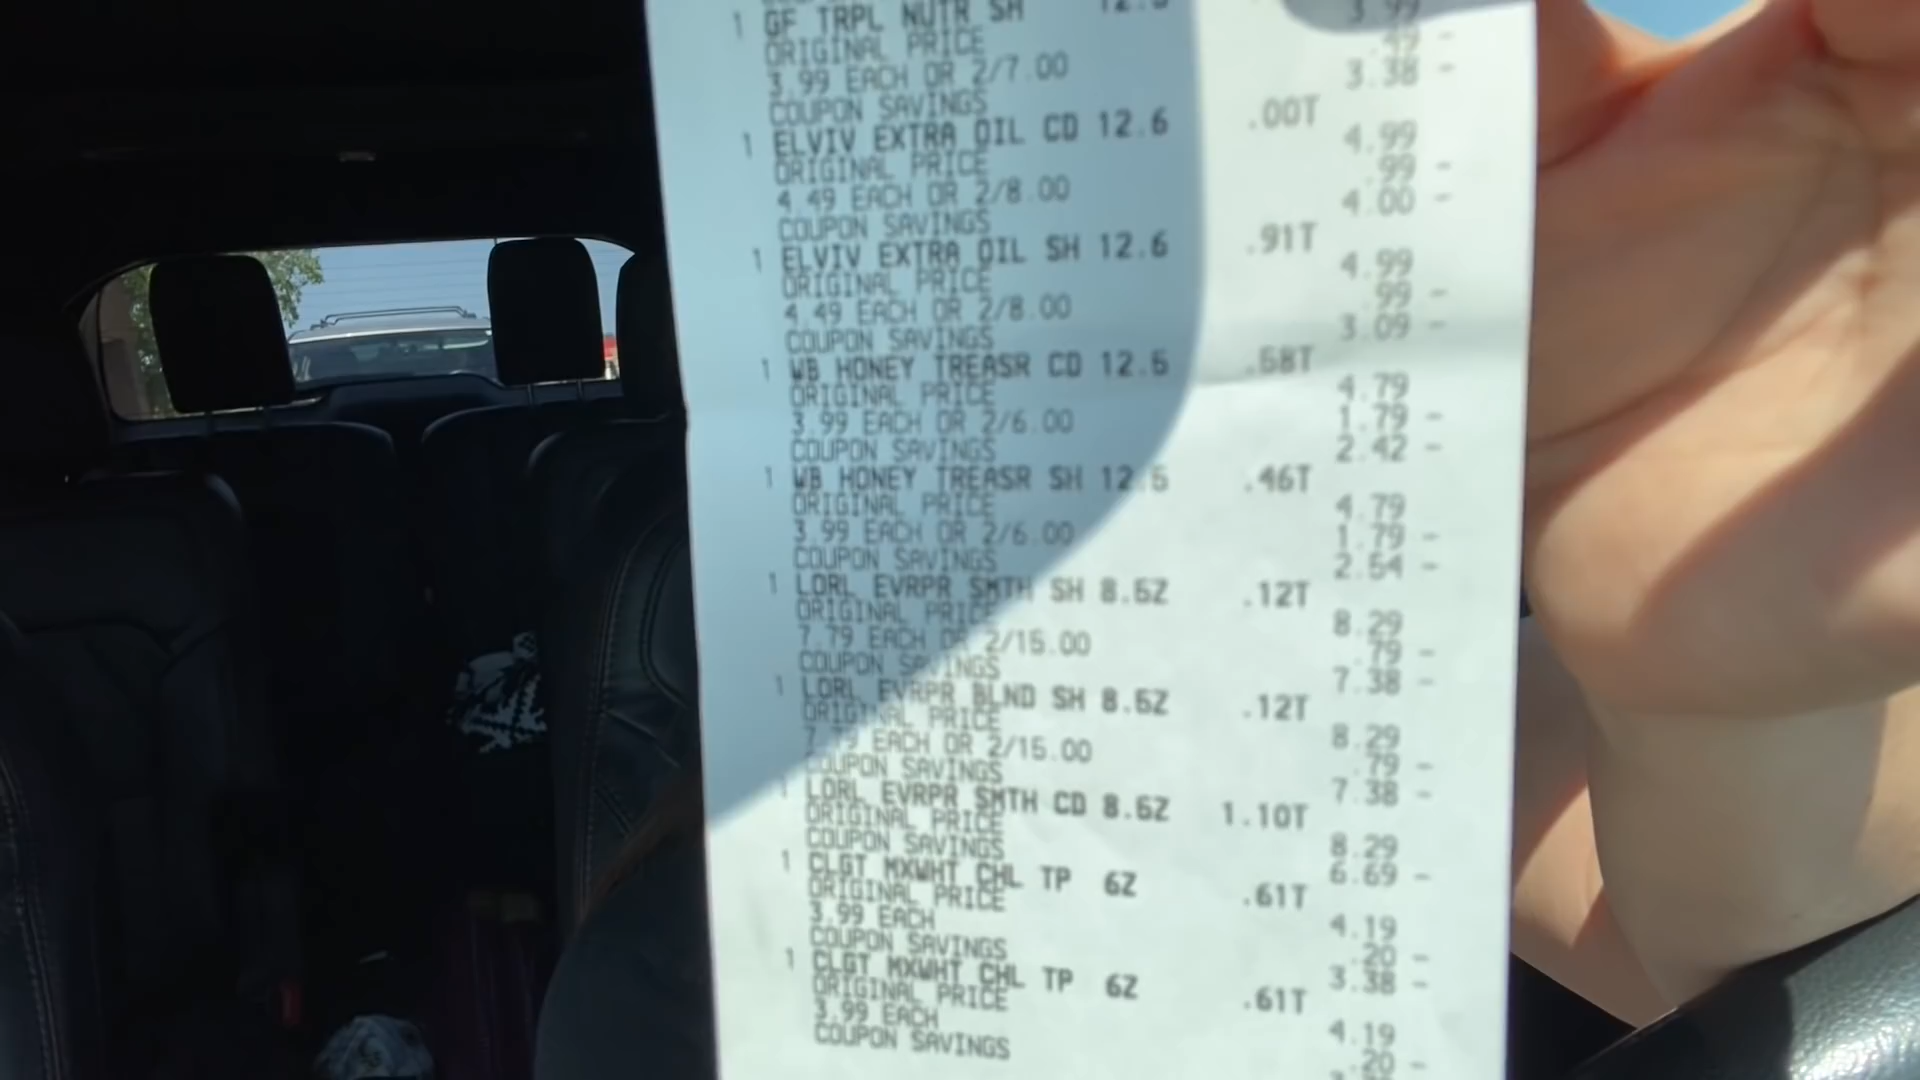 1 GF TRPL NUTR SH 12.5
ORIGINAL PRICE 3.99
3.99 EACH OR 2/7.00 .49 -
COUPON SAVINGS 3.38 -
1 ELVIV EXTRA OIL CD 12.6 .00T
ORIGINAL PRICE 4.99
4.49 EACH OR 2/8.00 .99 -
COUPON SAVINGS 4.00 -
1 ELVIV EXTRA OIL SH 12.6 .91T
ORIGINAL PRICE 4.99
4.49 EACH OR 2/8.00 .99 -
COUPON SAVINGS 3.09 -
1 WB HONEY TREASR CD 12.5 .58T
ORIGINAL PRICE 4.79
3.99 EACH OR 2/6.00 1.79 -
COUPON SAVINGS 2.42 -
1 WB HONEY TREASR SH 12.5 .46T
ORIGINAL PRICE 4.79
3.99 EACH OR 2/6.00 1.79 -
COUPON SAVINGS 2.54 -
1 LORL EVRPR SMTH SH 8.5Z .12T
ORIGINAL PRICE 8.29
7.79 EACH OR 2/15.00 .79 -
COUPON SAVINGS 7.38 -
1 LORL EVRPR BLND SH 8.5Z .12T
ORIGINAL PRICE 8.29
7.79 EACH OR 2/15.00 .79 -
COUPON SAVINGS 7.38 -
1 LORL EVRPR SMTH CD 8.5Z 1.10T
ORIGINAL PRICE 8.29
COUPON SAVINGS 6.69 -
1 CLGT MXWHT CHL TP 6Z .61T
ORIGINAL PRICE 4.19
3.99 EACH .20 -
COUPON SAVINGS 3.38 -
1 CLGT MXWHT CHL TP 6Z .61T
ORIGINAL PRICE 4.19
3.99 EACH .20 -
COUPON SAVINGS